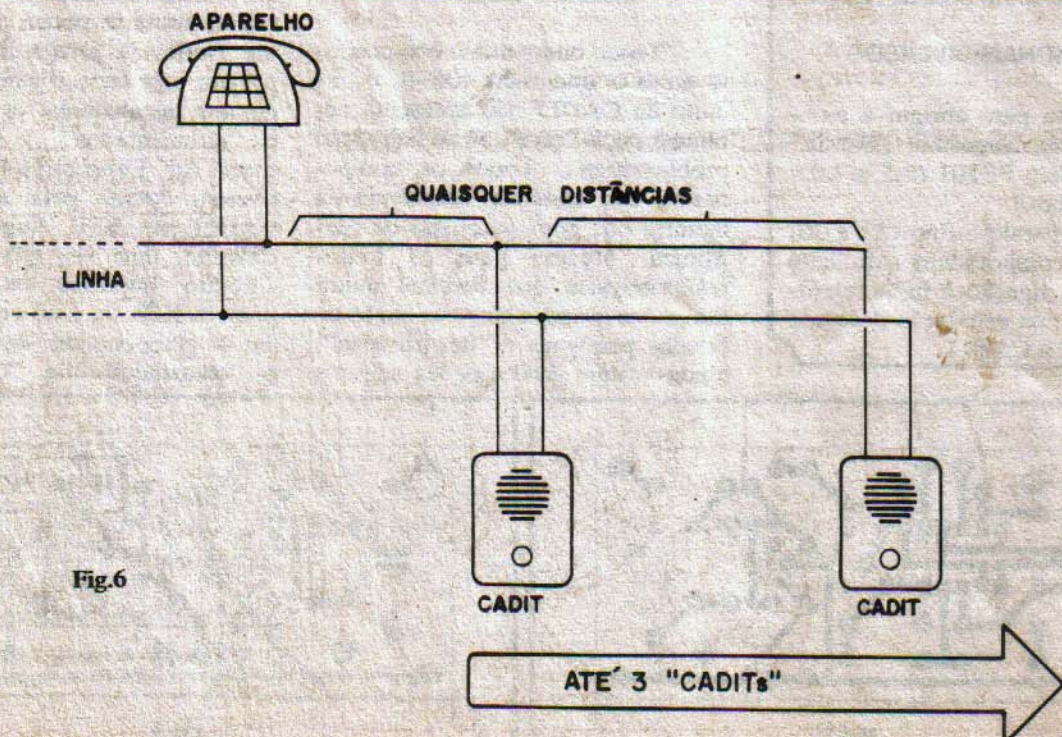 APARELHO
QUAISQUER DISTÂNCIAS
LINHA
Fig.6
CADIT
CADIT
ATE´ 3 "CADITs"